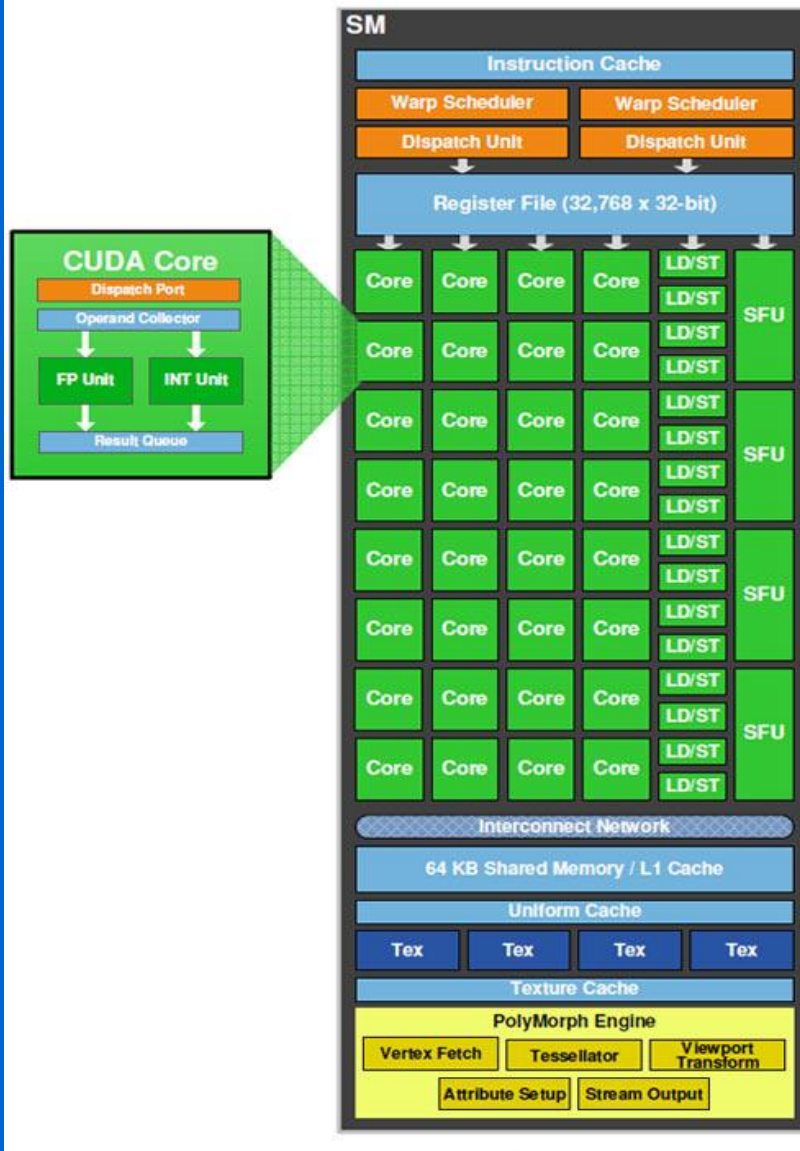 SM
Instruction Cache
Warp Scheduler Warp Scheduler
Dispatch Unit Dispatch Unit
Register File (32,768 x 32-bit)
CUDA Core
Dispatch Port
Operand Collector
FP Unit INT Unit
Result Queue
Core Core Core Core LD/ST LD/ST SFU
Core Core Core Core LD/ST LD/ST
Core Core Core Core LD/ST LD/ST SFU
Core Core Core Core LD/ST LD/ST
Core Core Core Core LD/ST LD/ST SFU
Core Core Core Core LD/ST LD/ST
Core Core Core Core LD/ST LD/ST SFU
Core Core Core Core LD/ST LD/ST
Interconnect Network
64 KB Shared Memory / L1 Cache
Uniform Cache
Tex Tex Tex Tex
Texture Cache
PolyMorph Engine
Vertex Fetch Tessellator Viewport Transform
Attribute Setup Stream Output